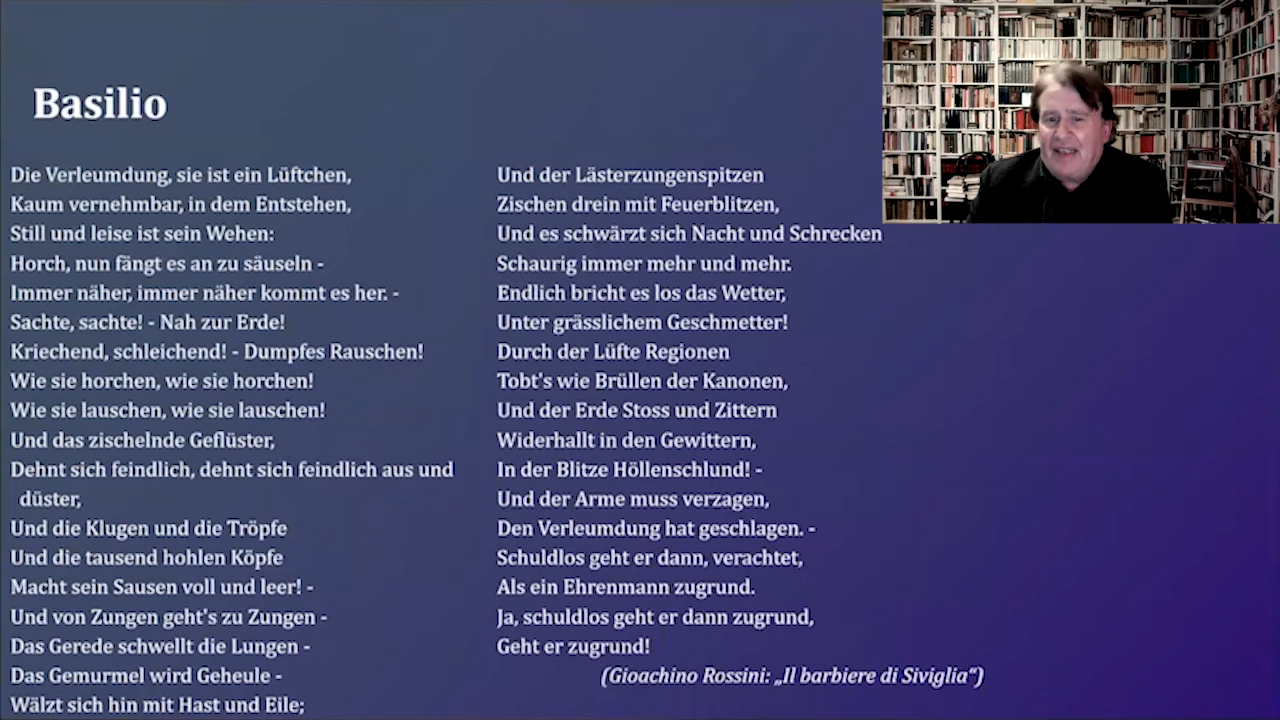 Basilio
Die Verleumdung, sie ist ein Lüftchen,
Kaum vernehmbar, in dem Entstehen,
Still und leise ist sein Wehen:
Horch, nun fängt es an zu säuseln -
Immer näher, immer näher kommt es her. -
Sachte, sachte! - Nah zur Erde!
Kriechend, schleichend! - Dumpfes Rauschen!
Wie sie horchen, wie sie horchen!
Wie sie lauschen, wie sie lauschen!
Und das zischelnde Geflüster,
Dehnt sich feindlich, dehnt sich feindlich aus und
düster,
Und die Klugen und die Tröpfe
Und die tausend hohlen Köpfe
Macht sein Sausen voll und leer! -
Und von Zungen geht's zu Zungen -
Das Gerede schwellt die Lungen -
Das Gemurmel wird Geheule -
Wälzt sich hin mit Hast und Eile;
Und der Lästerzungenspitzen
Zischen drein mit Feuerblitzen,
Und es schwärzt sich Nacht und Schrecken
Schaurig immer mehr und mehr.
Endlich bricht es los das Wetter,
Unter grässlichem Geschmetter!
Durch der Lüfte Regionen
Tobt's wie Brüllen der Kanonen,
Und der Erde Stoss und Zittern
Widerhallt in den Gewittern,
In der Blitze Höllenschlund! -
Und der Arme muss verzagen,
Den Verleumdung hat geschlagen. -
Schuldlos geht er dann, verachtet,
Als ein Ehrenmann zugrund.
Ja, schuldlos geht er dann zugrund,
Geht er zugrund!
(Gioachino Rossini: „Il barbiere di Siviglia“)